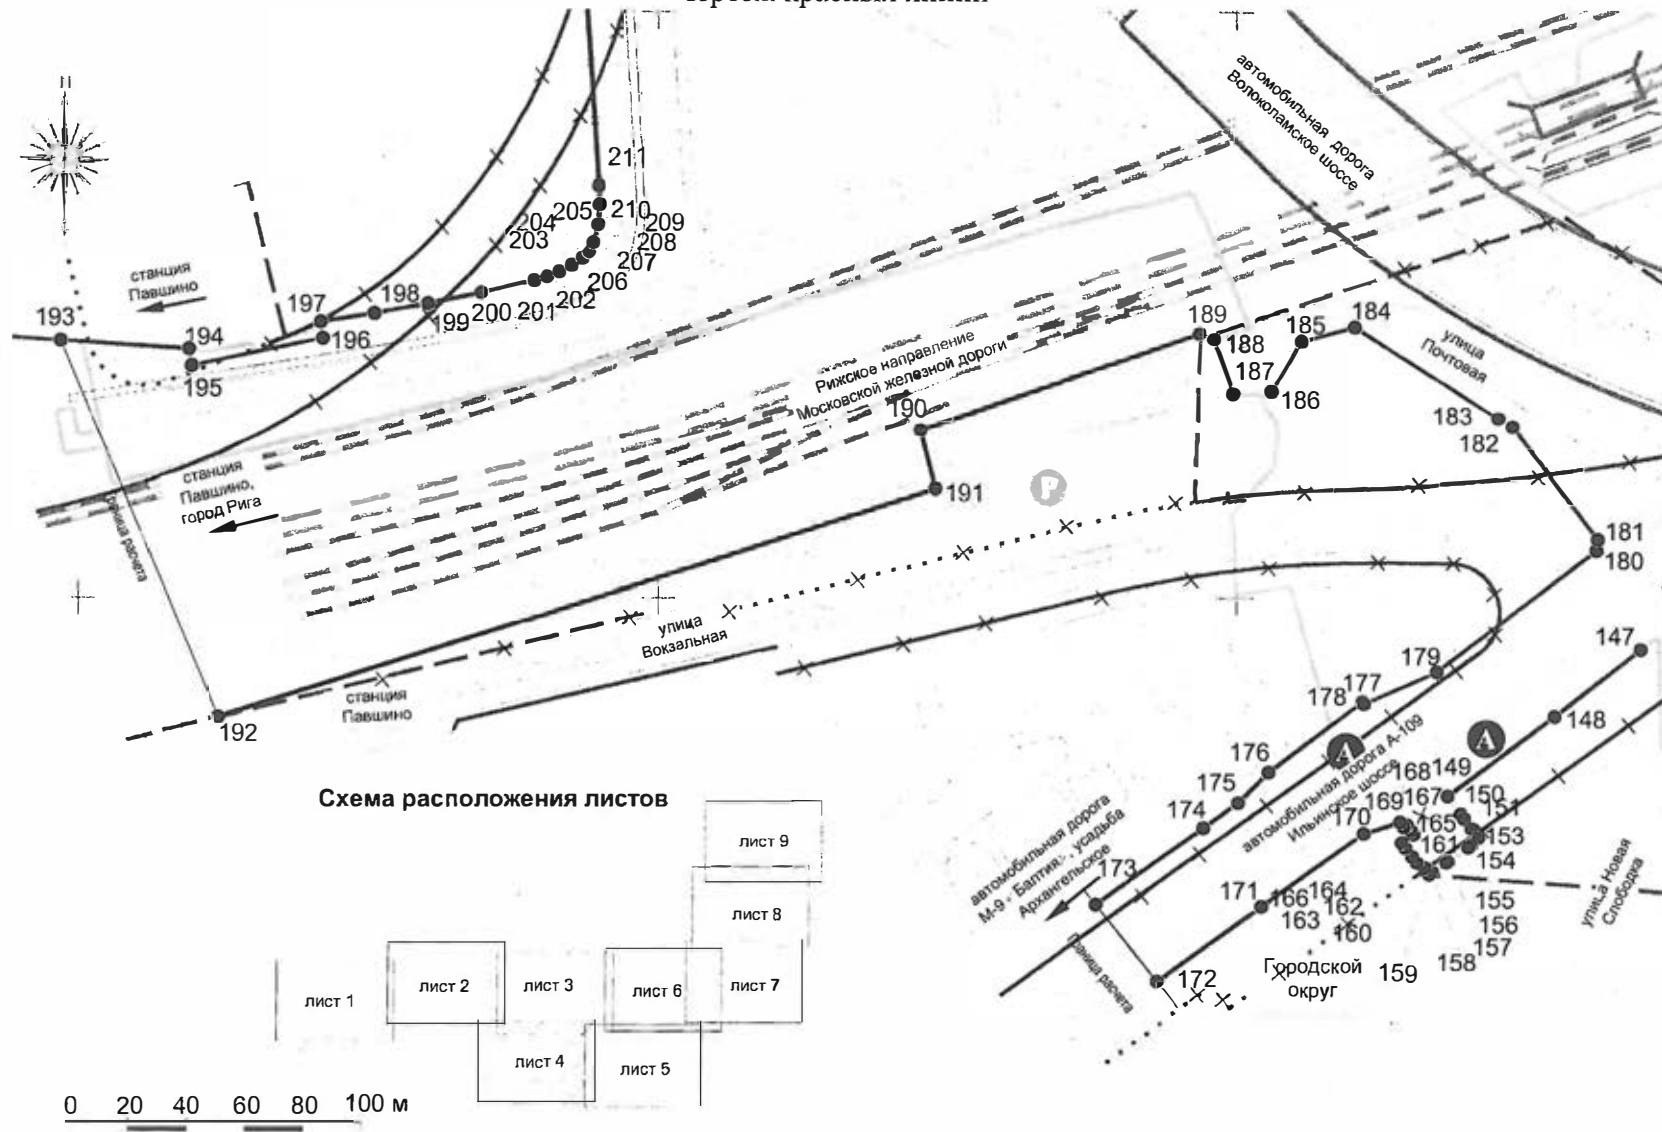 автомобильная дорога
Волоколамское шоссе
211
205
210
204
209
203
208
207
206
станция
Павшино
202
201
200
199
198
197
196
193
194
195
189
188
185
184
187
186
улица
Почтовая
183
182
Рижское направление
Московской железной дороги
190
191
P
станция
Павшино,
город Рига
граница расчета
181
180
улица
Вокзальная
станция
Павшино
192
147
179
177
178
148
176
175
174
A
A
автомобильная дорога А-109
Ильинское шоссе
168
149
169
167
150
151
170
165
153
161
154
173
автомобильная дорога
усадьба
Архангельское
171
166
164
155
163
162
156
160
157
158
159
172
улица Новая
Слободка
Городской
округ
граница расчета
Схема расположения листов
лист 9
лист 8
лист 2
лист 3
лист 6
лист 7
лист 1
лист 4
лист 5
0 20 40 60 80 100 м